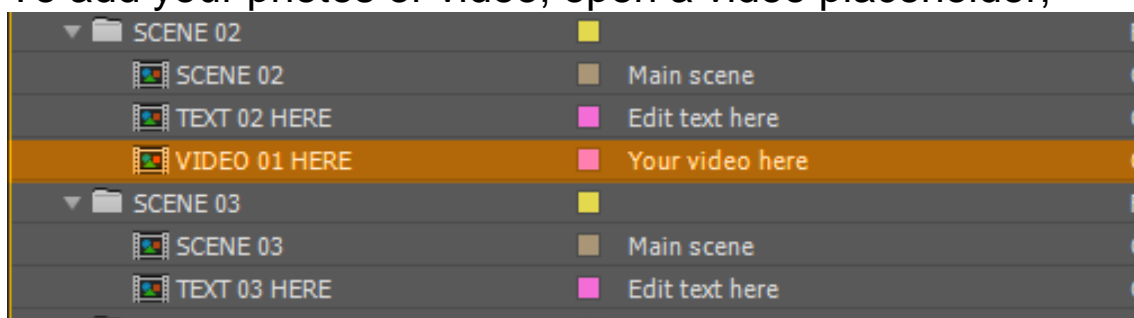 To add your photos or video, open a video placeholder,
SCENE 02
SCENE 02 Main scene
TEXT 02 HERE Edit text here
VIDEO 01 HERE Your video here
SCENE 03
SCENE 03 Main scene
TEXT 03 HERE Edit text here